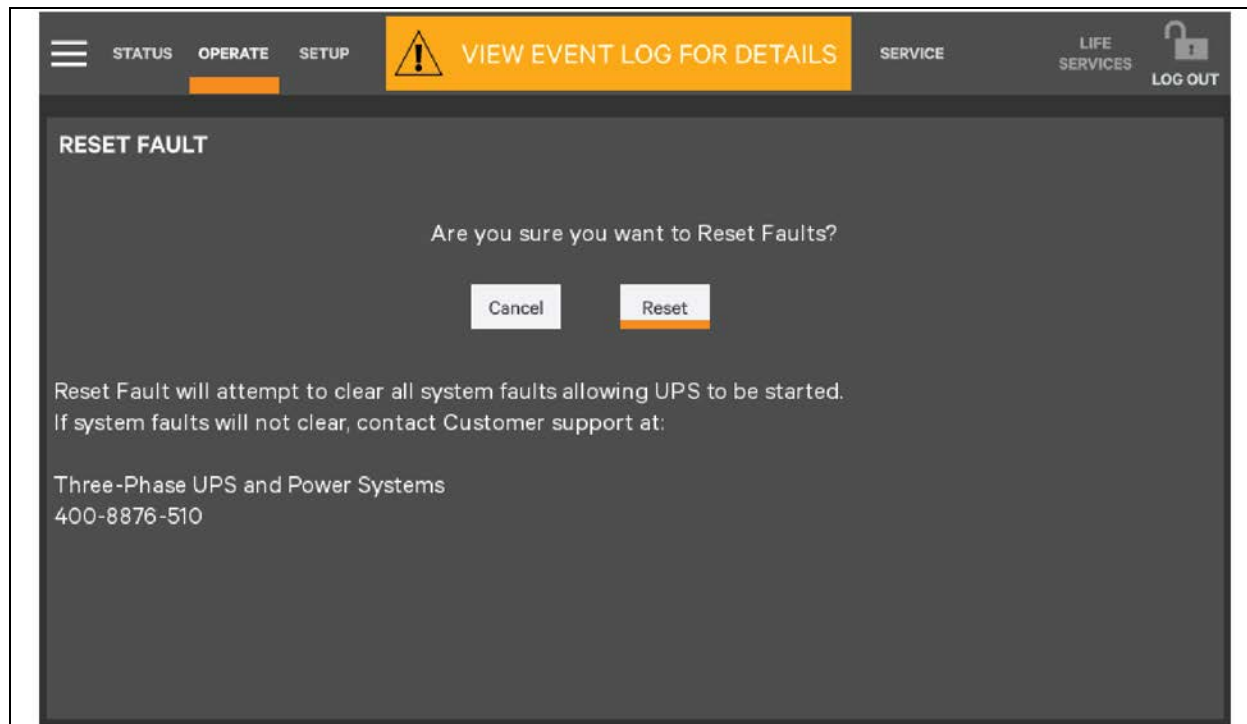 STATUS OPERATE SETUP VIEW EVENT LOG FOR DETAILS SERVICE LIFE SERVICES LOG OUT
RESET FAULT
Are you sure you want to Reset Faults?
Cancel Reset
Reset Fault will attempt to clear all system faults allowing UPS to be started.
If system faults will not clear, contact Customer support at:
Three-Phase UPS and Power Systems
400-8876-510